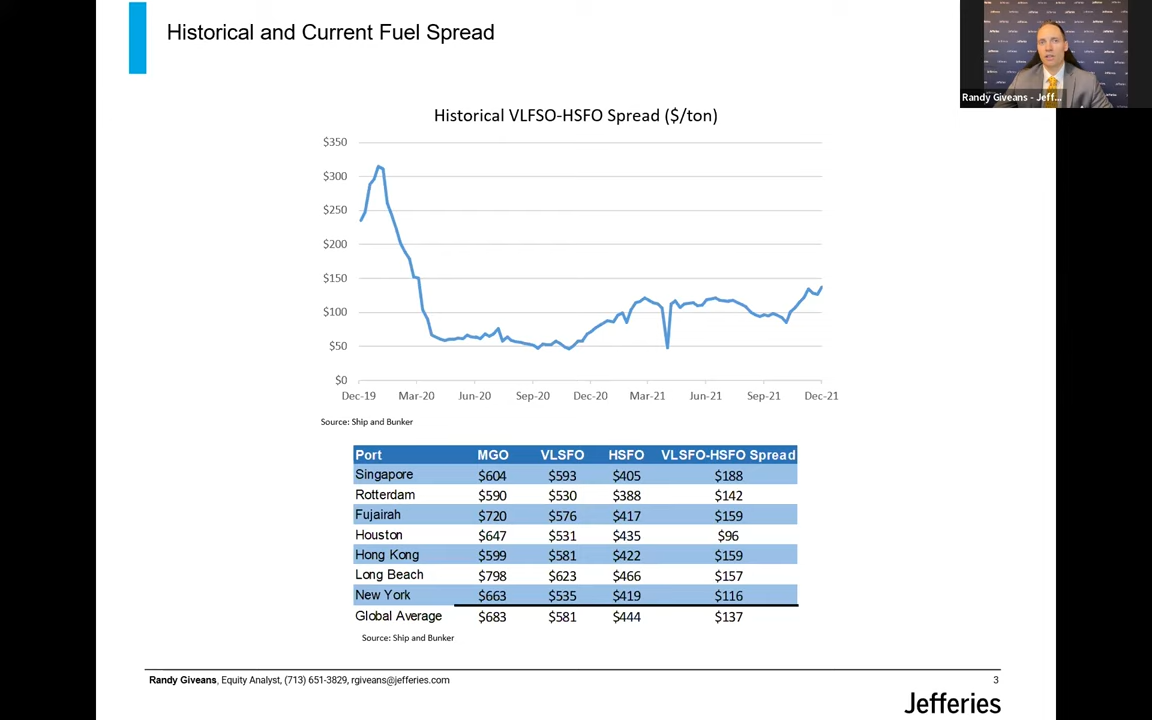 Historical and Current Fuel Spread
Randy Giveans - Jeff...
Historical VLFSO-HSFO Spread ($/ton)
$350
$300
$250
$200
$150
$100
$50
$0
Dec-19 Mar-20 Jun-20 Sep-20 Dec-20 Mar-21 Jun-21 Sep-21 Dec-21
Source: Ship and Bunker
Port MGO VLSFO HSFO VLSFO-HSFO Spread
Singapore $604 $593 $405 $188
Rotterdam $590 $530 $388 $142
Fujairah $720 $576 $417 $159
Houston $647 $531 $435 $96
Hong Kong $599 $581 $422 $159
Long Beach $798 $623 $466 $157
New York $663 $535 $419 $116
Global Average $683 $581 $444 $137
Source: Ship and Bunker
Randy Giveans, Equity Analyst, (713) 651-3829, rgiveans@jefferies.com 3
Jefferies